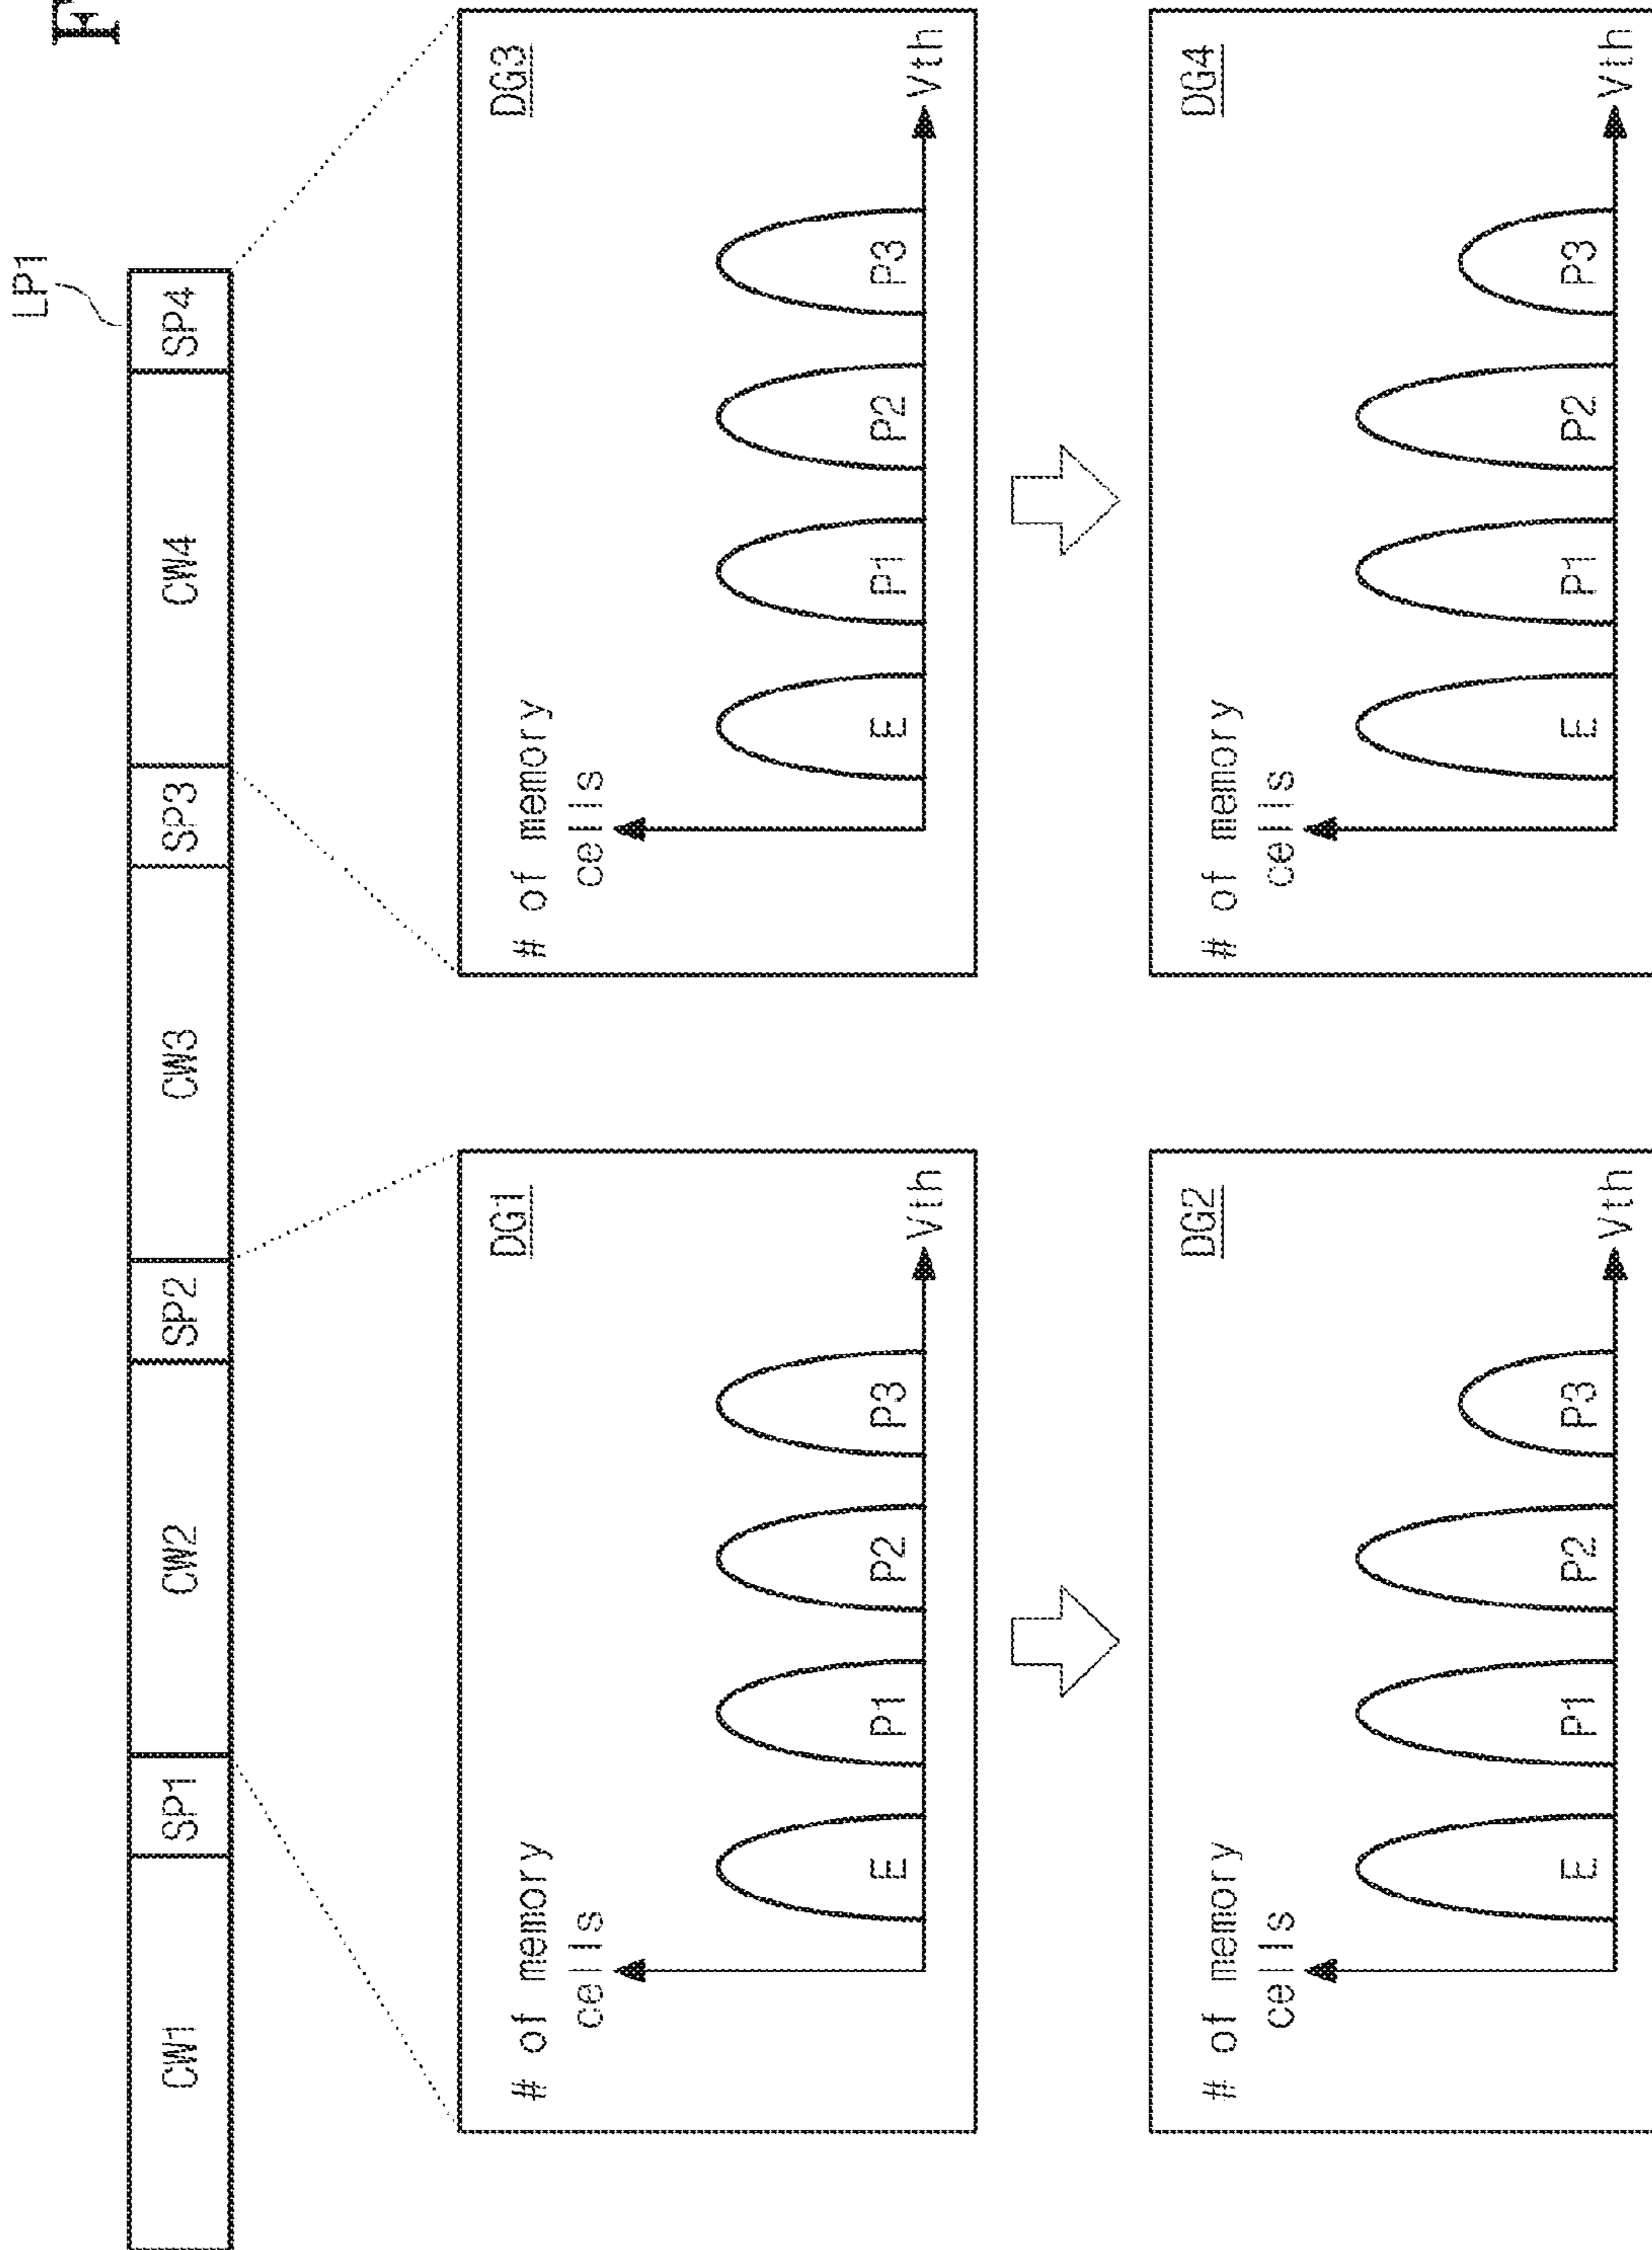 LP1
CW1 SP1 CW2 SP2 CW3 SP3 CW4 SP4
DG1
# of memory
cells
E P1 P2 P3
Vth
DG3
# of memory
cells
E P1 P2 P3
Vth
DG2
# of memory
cells
E P1 P2 P3
Vth
DG4
# of memory
cells
E P1 P2 P3
Vth